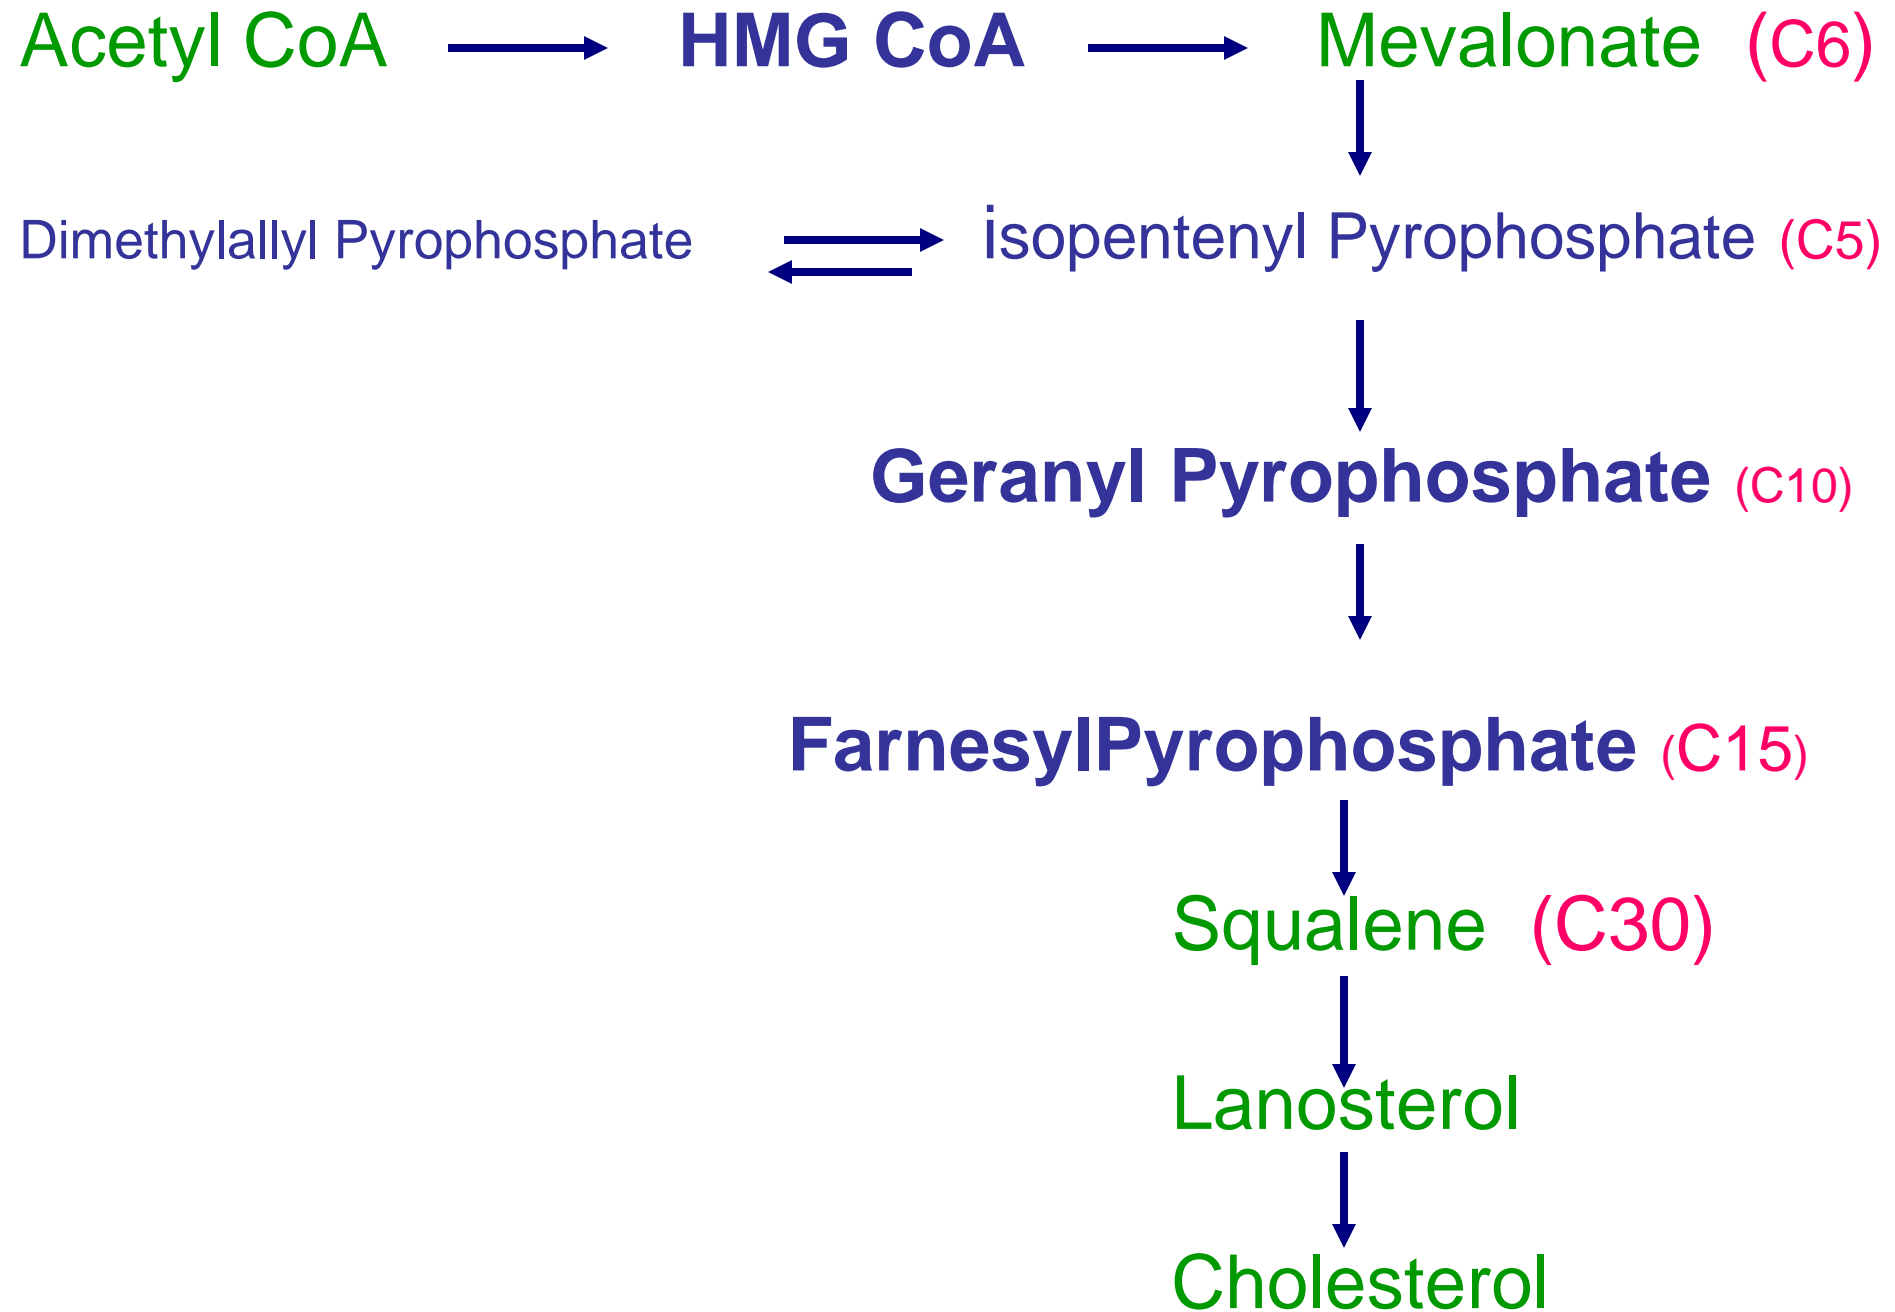 Acetyl CoA HMG CoA Mevalonate (C6)
Dimethylallyl Pyrophosphate isopentenyl Pyrophosphate (C5)
Geranyl Pyrophosphate (C10)
FarnesylPyrophosphate (C15)
Squalene (C30)
Lanosterol
Cholesterol